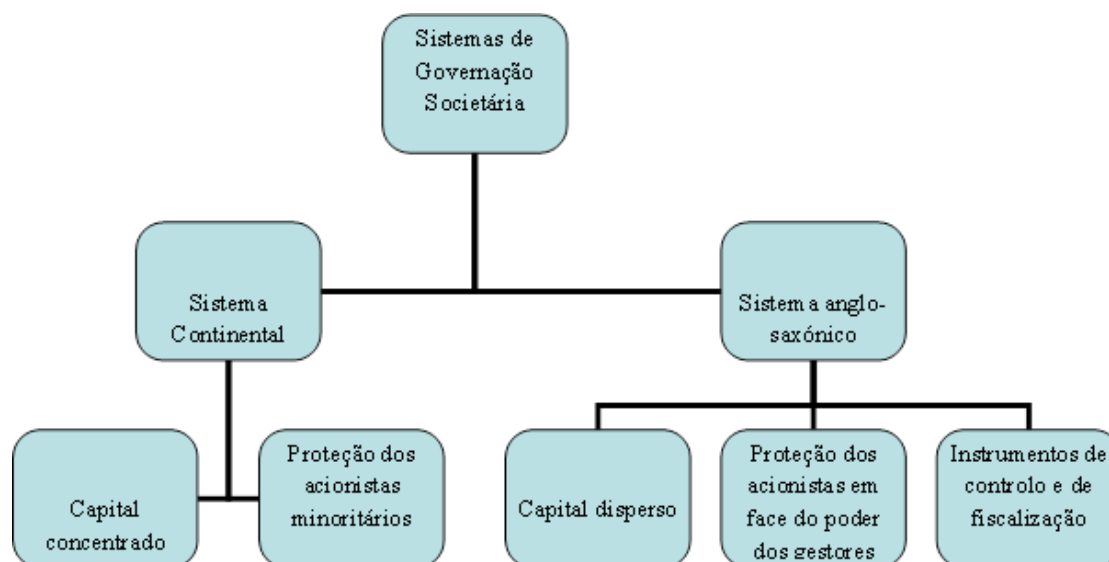 Sistemas de
Governação
Societária
Sistema
Continental
Sistema anglo-
saxónico
Capital
concentrado
Proteção dos
acionistas
minoritários
Capital disperso
Proteção dos
acionistas em
face do poder
dos gestores
Instrumentos de
controlo e de
fiscalização